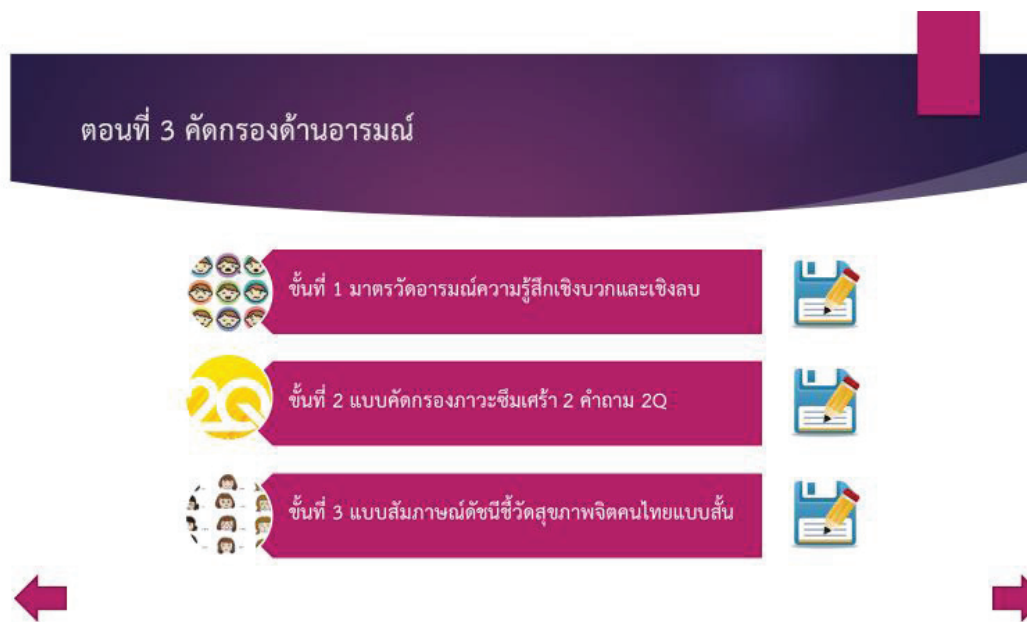 ตอนที่ 3 คัดกรองด้านอารมณ์
ขั้นที่ 1 มาตรวัดอารมณ์ความรู้สึกเชิงบวกและเชิงลบ
2Q
ขั้นที่ 2 แบบคัดกรองภาวะซึมเศร้า 2 คำถาม 2Q
ขั้นที่ 3 แบบสัมภาษณ์ดัชนีชี้วัดสุขภาพจิตคนไทยแบบสั้น